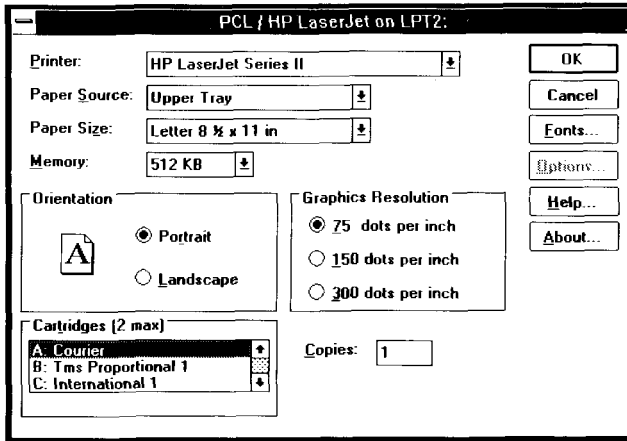 PCL / HP LaserJet on LPT2:
Printer: HP LaserJet Series II
Paper Source: Upper Tray
Paper Size: Letter 8 ½ x 11 in
Memory: 512 KB
OK
Cancel
Fonts...
Options...
Help...
About...
Orientation
A
Portrait
Landscape
Graphics Resolution
75 dots per inch
150 dots per inch
300 dots per inch
Cartridges (2 max)
A: Courier
B: Tms Proportional 1
C: International 1
Copies: 1